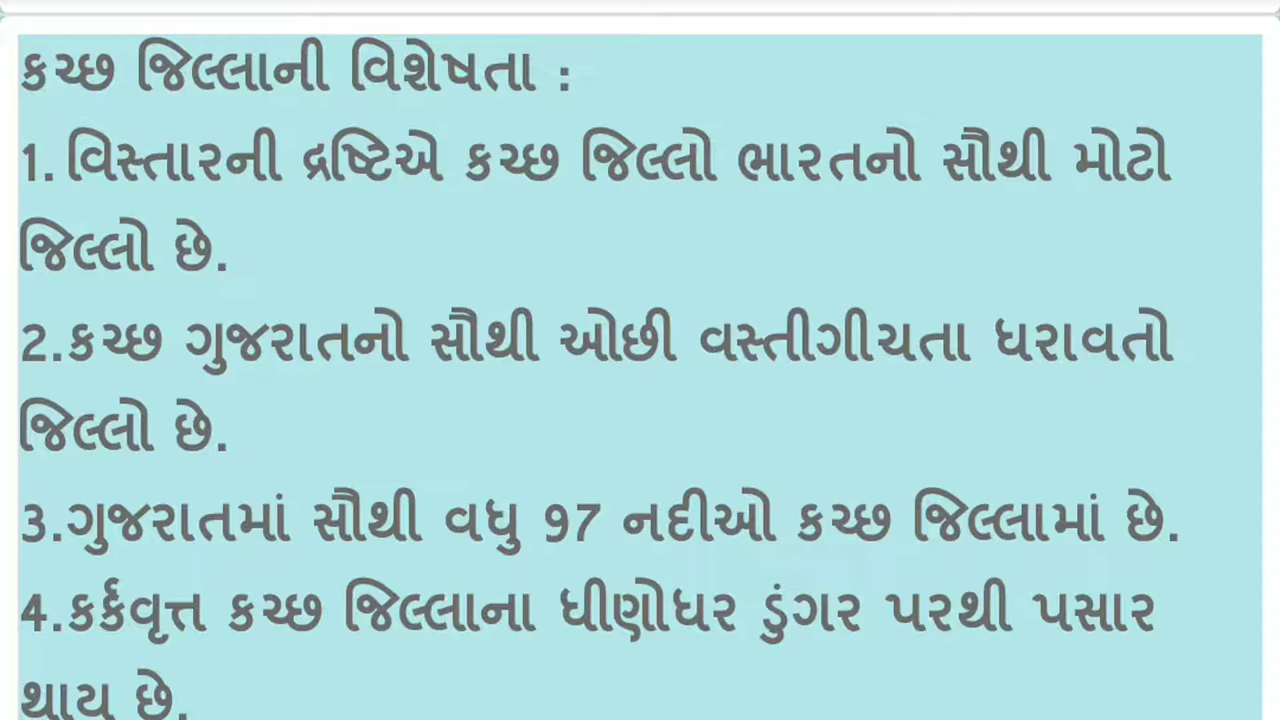 કચ્છ જિલ્લાની વિશેષતા :
1. વિસ્તારની દ્રષ્ટિએ કચ્છ જિલ્લો ભારતનો સૌથી મોટો
જિલ્લો છે.
2.કચ્છ ગુજરાતનો સૌથી ઓછી વસ્તીગીચતા ધરાવતો
જિલ્લો છે.
3.ગુજરાતમાં સૌથી વધુ 97 નદીઓ કચ્છ જિલ્લામાં છે.
4.કર્કવૃત્ત કચ્છ જિલ્લાના ધીણોધર ડુંગર પરથી પસાર
થાય છે.